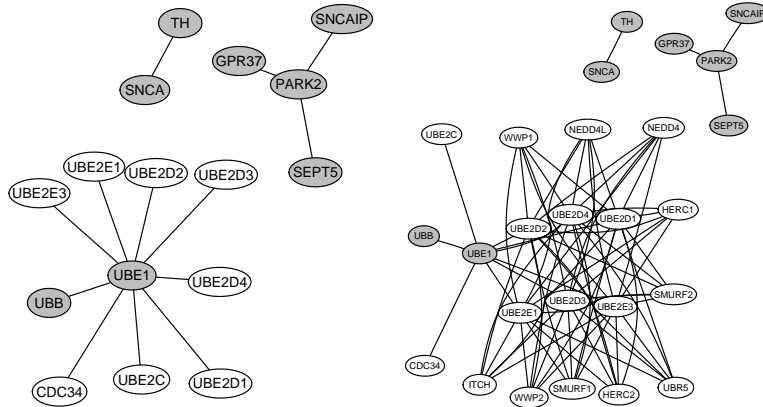 TH
SNCAIP
GPR37
PARK2
SNCA
SEPT5
UBE2E1
UBE2D2
UBE2D3
UBE2E3
UBE1
UBE2D4
UBB
CDC34
UBE2C
UBE2D1
TH
SNCAIP
GPR37
PARK2
SNCA
SEPT5
UBE2C
WWP1
NEDD4L
NEDD4
HERC1
UBE2D4
UBE2D1
UBE2D2
UBB
UBE1
SMURF2
UBE2D3
UBE2E3
UBE2E1
CDC34
ITCH
WWP2
SMURF1
HERC2
UBR5